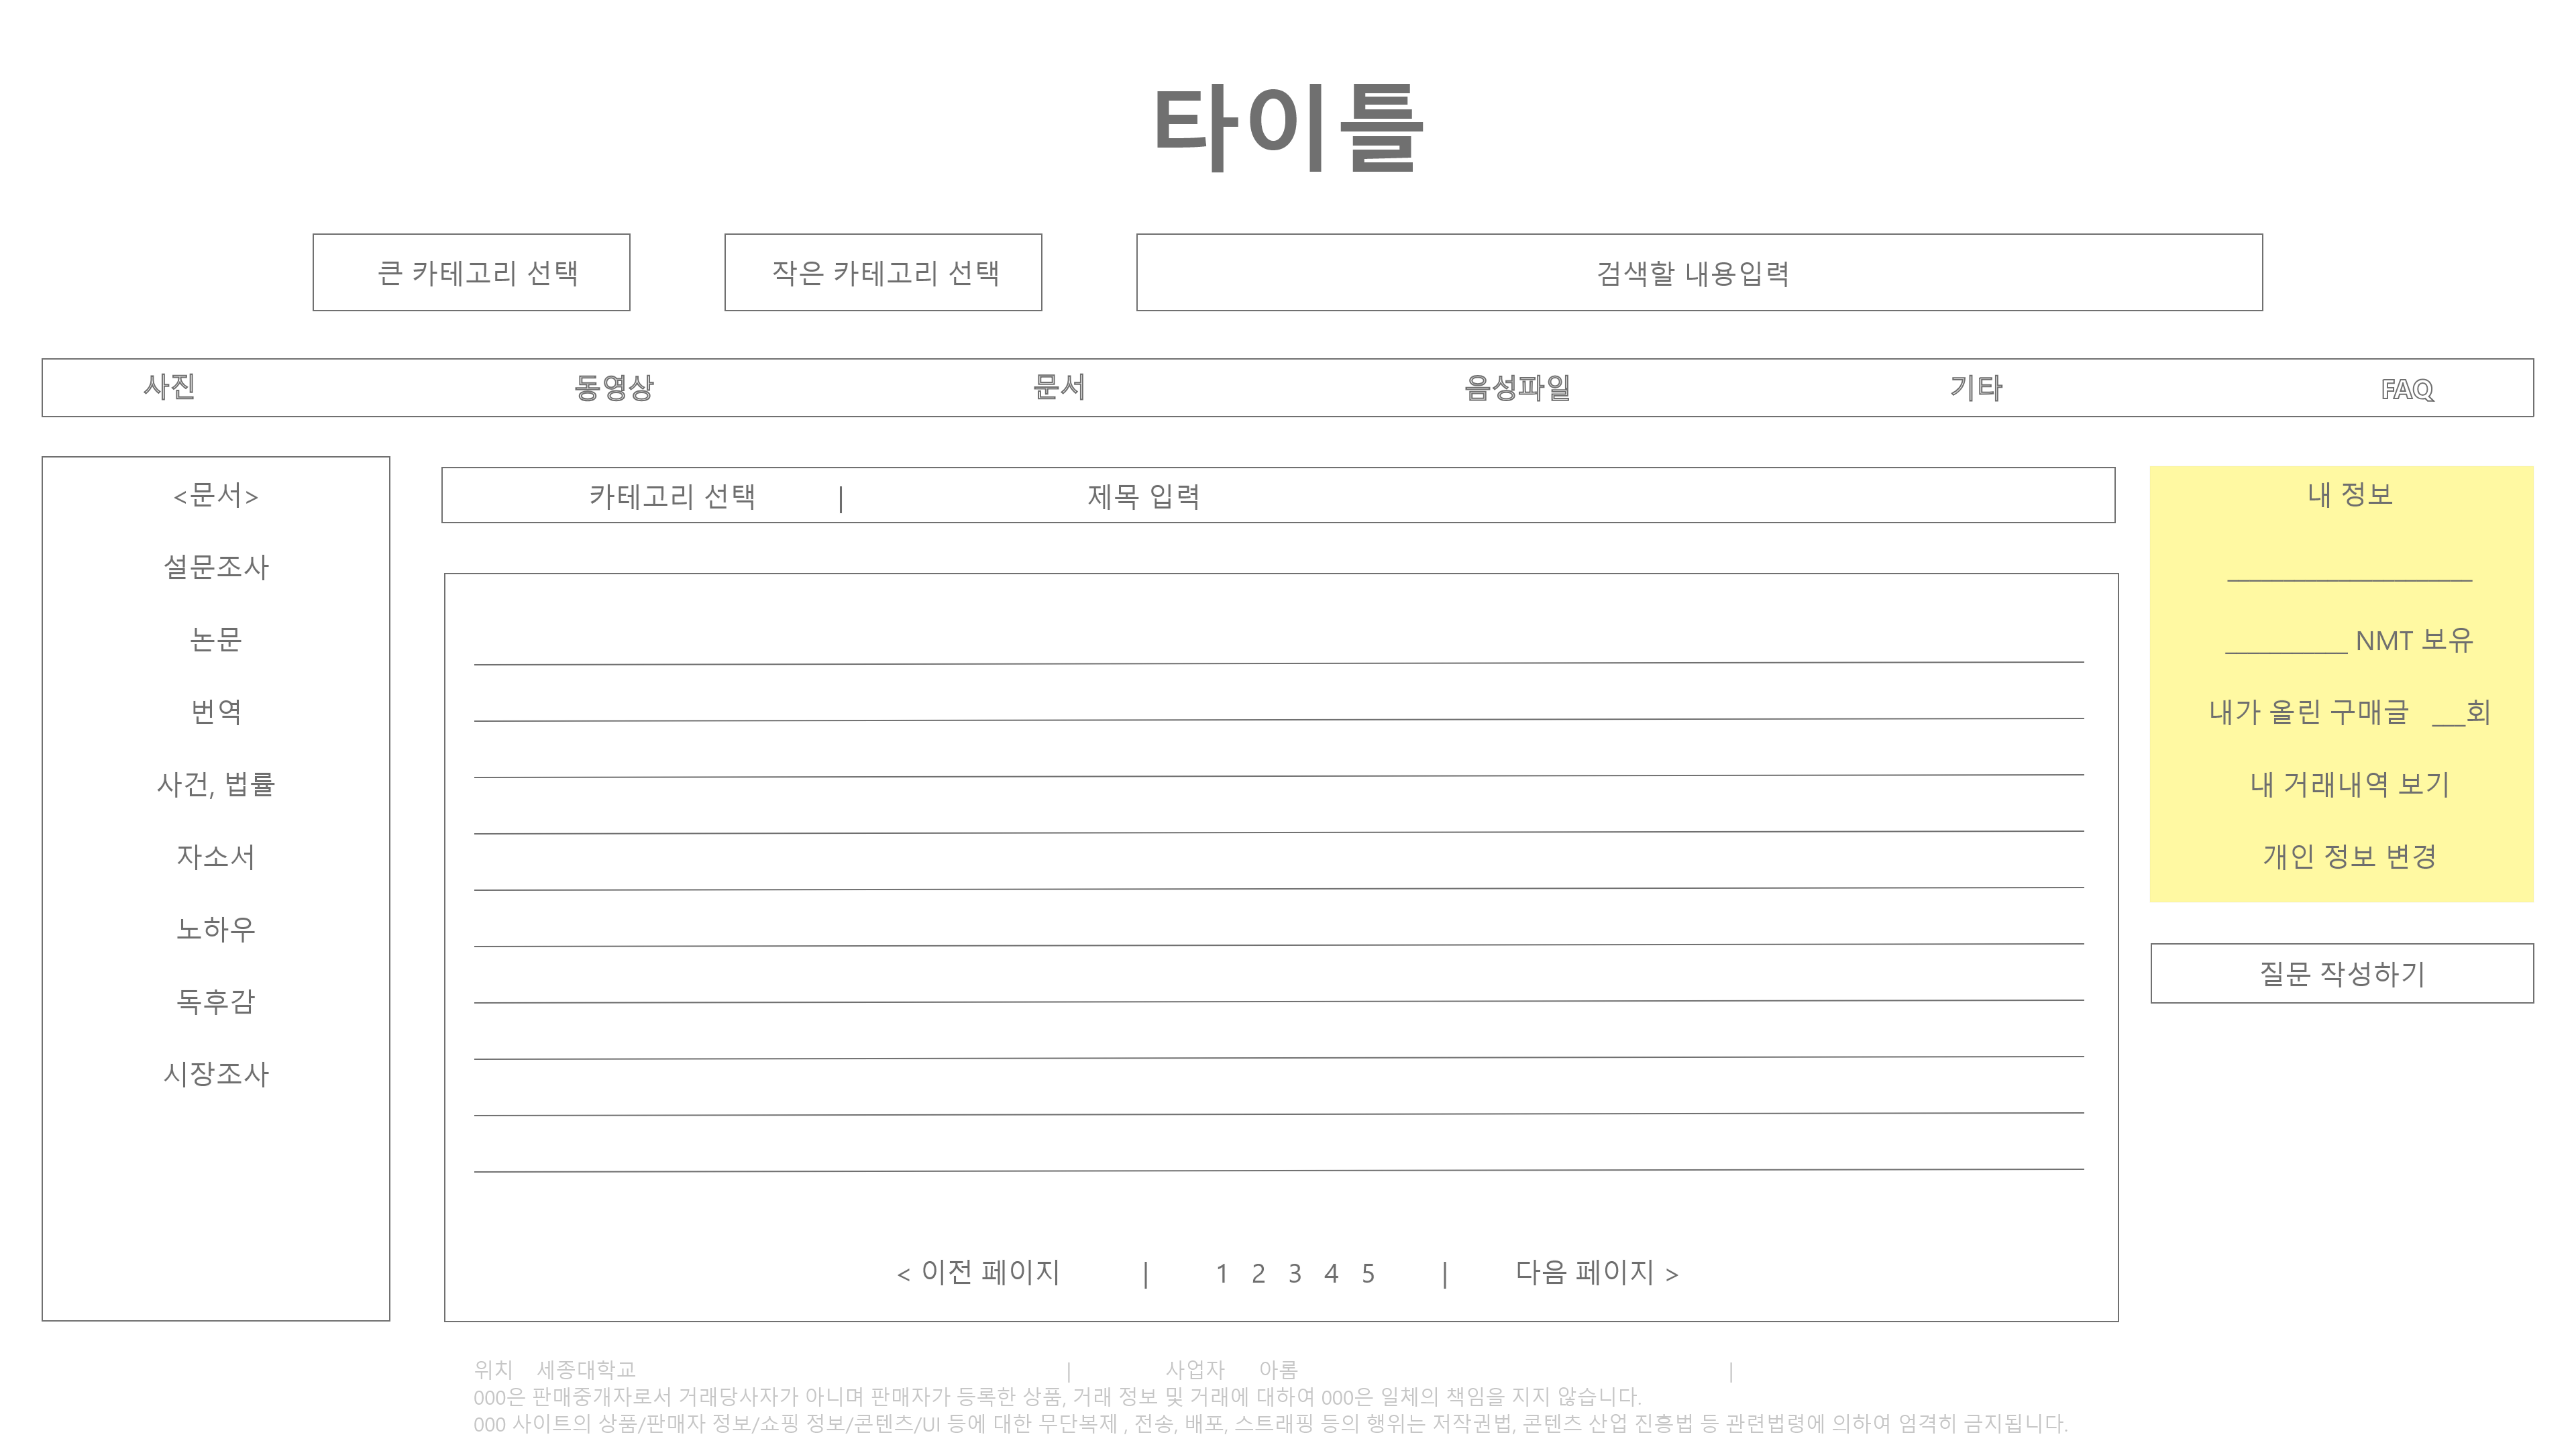 타이틀
큰 카테고리 선택
작은 카테고리 선택
검색할 내용입력
사진 동영상 문서 음성파일 기타 FAQ
<문서>
설문조사
논문
번역
사건, 법률
자소서
노하우
독후감
시장조사
카테고리 선택 | 제목 입력
< 이전 페이지 | 1 2 3 4 5 | 다음 페이지 >
내 정보
____________________
__________ NMT 보유
내가 올린 구매글 ___회
내 거래내역 보기
개인 정보 변경
질문 작성하기
위치 세종대학교 | 사업자 아롬 |
000은 판매중개자로서 거래당사자가 아니며 판매자가 등록한 상품, 거래 정보 및 거래에 대하여 000은 일체의 책임을 지지 않습니다.
000 사이트의 상품/판매자 정보/쇼핑 정보/콘텐츠/UI 등에 대한 무단복제 , 전송, 배포, 스트래핑 등의 행위는 저작권법, 콘텐츠 산업 진흥법 등 관련법령에 의하여 엄격히 금지됩니다.